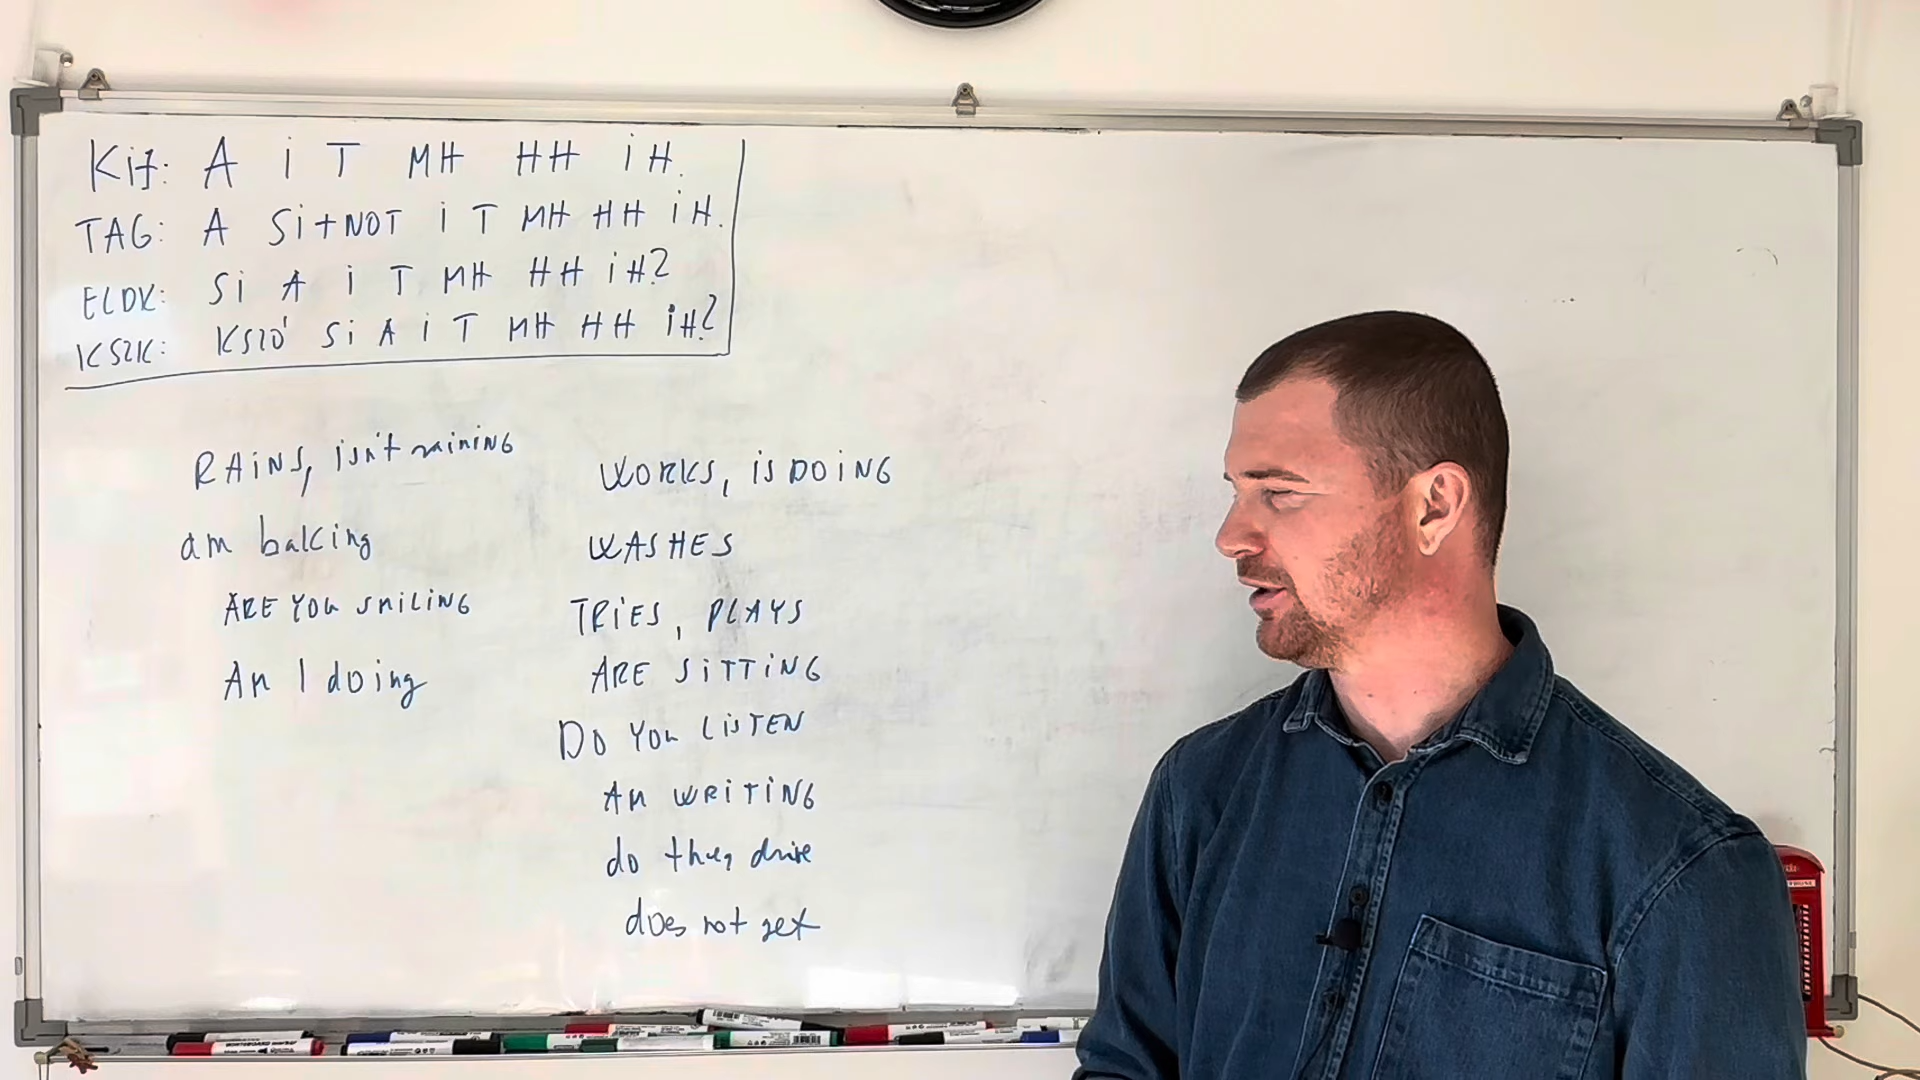 Kij: A i T MH HH iH.
TAG: A Si+NOT i T MH HH iH.
ELDK: Si A i T MH HH iH?
KSZK: KSZÓ Si A i T MH HH iH?
RAiNS, isn't raining
am baking
ARE YOU SMILING
Am I doing
WORKS, is DOING
WASHES
TRiES, PLAYS
ARE SiTTiNG
DO YOU LiSTEN
AM WRiTiNG
do they drive
does not get